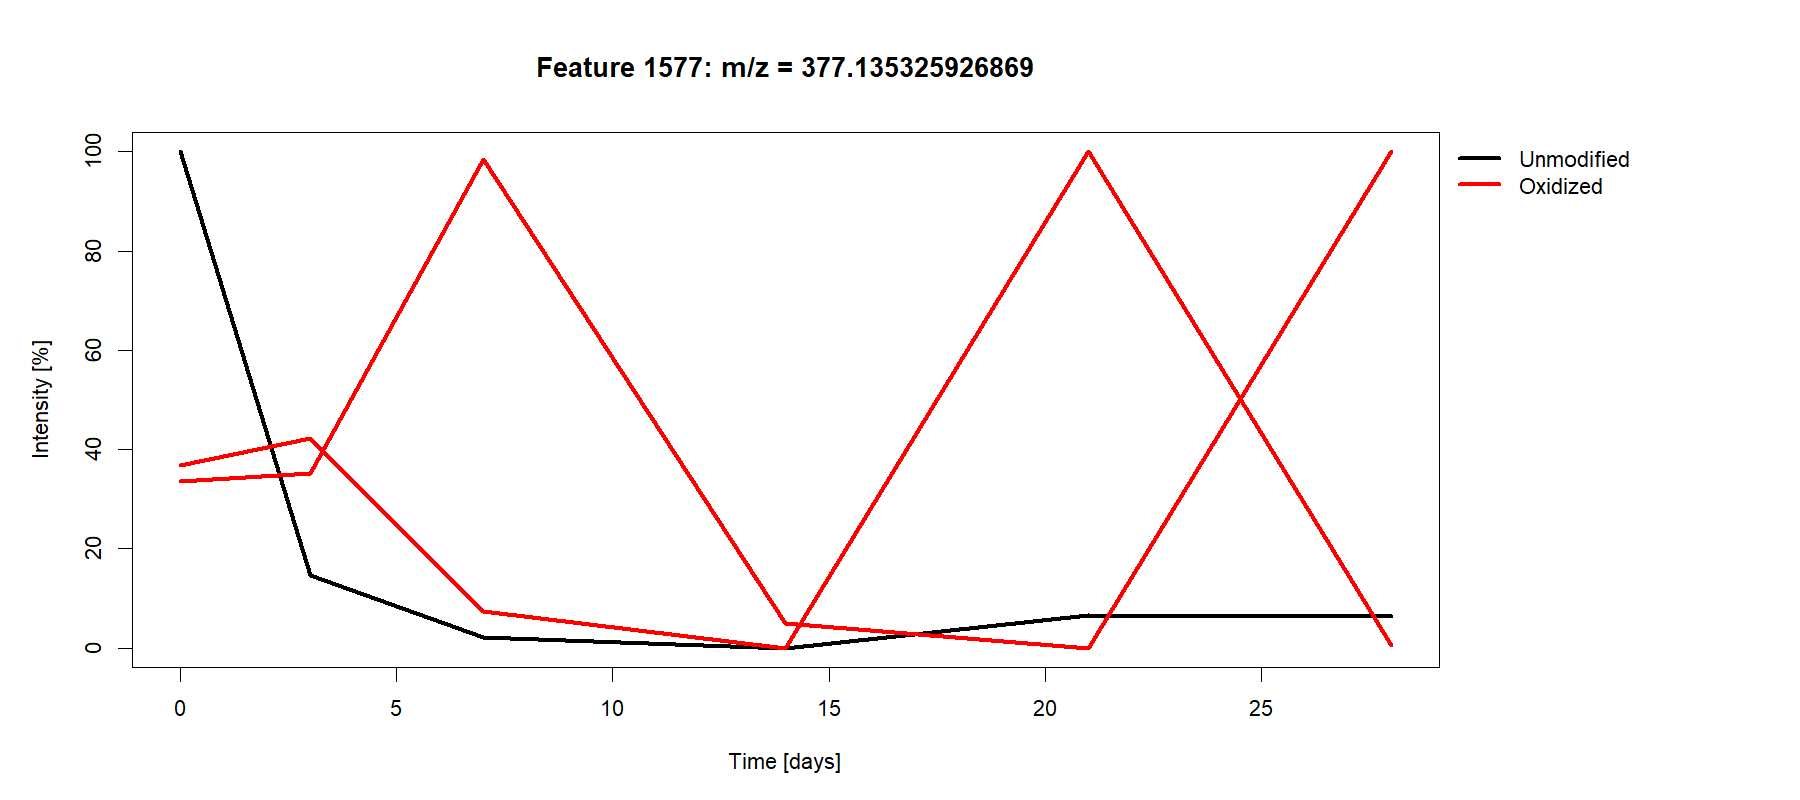 Feature 1577: m/z = 377.135325926869
Unmodified
Oxidized
100
80
60
40
20
0
Intensity [%]
0 5 10 15 20 25
Time [days]